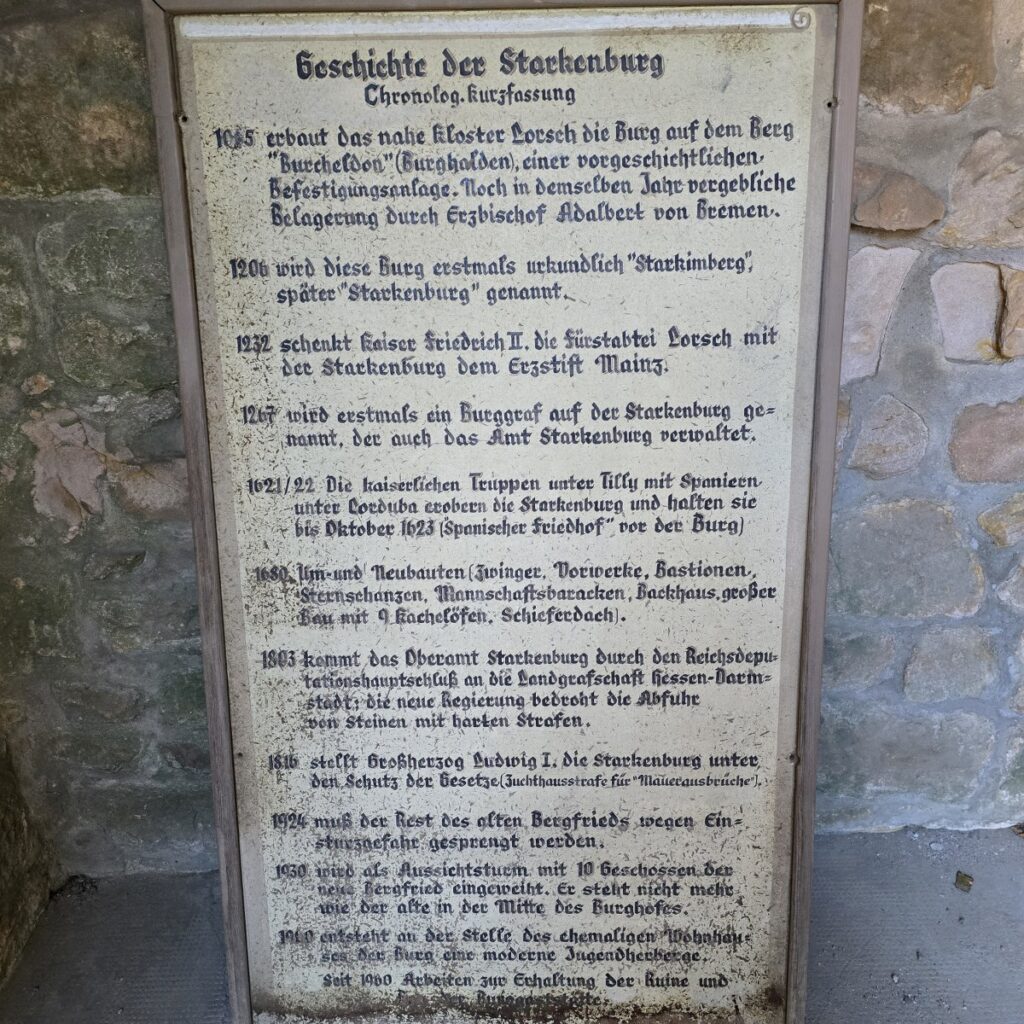 Geschichte der Starkenburg
Chronolog. Kurzfassung
1065 erbaut das nahe Kloster Lorsch die Burg auf dem Berg
"Burcheldon" (Burghalden), einer vorgeschichtlichen
Befestigungsanlage. Noch in demselben Jahr vergebliche
Belagerung durch Erzbischof Adalbert von Bremen.
1206 wird diese Burg erstmals urkundlich "Starkimberg",
später "Starkenburg" genannt.
1232 schenkt Kaiser Friedrich II. die Fürstabtei Lorsch mit
der Starkenburg dem Erzstift Mainz.
1267 wird erstmals ein Burggraf auf der Starkenburg ge=
nannt, der auch das Amt Starkenburg verwaltet.
1621/22 Die kaiserlichen Truppen unter Tilly mit Spaniern
unter Corduba erobern die Starkenburg und halten sie
bis Oktober 1623 (Spanischer Friedhof" vor der Burg)
1680 Um-und Neubauten (Zwinger, Vorwerke, Bastionen,
Sternschanzen, Mannschaftsbaracken, Backhaus, großer
Bau mit 9 Kachelöfen, Schieferdach).
1803 kommt das Oberamt Starkenburg durch den Reichsdepu=
tationshauptschluß an die Landgrafschaft Hessen-Darm=
stadt; die neue Regierung bedroht die Abfuhr
von Steinen mit harten Strafen.
1816 stellt Großherzog Ludwig I. die Starkenburg unter
den Schutz der Gesetze (Zuchthausstrafe für "Mauerausbrüche").
1924 muß der Rest des alten Bergfrieds wegen Ein=
sturzgefahr gesprengt werden.
1930 wird als Aussichtsturm mit 10 Geschossen der
neue Bergfried eingeweiht. Er steht nicht mehr
wie der alte in der Mitte des Burghofes.
1960 entsteht an der Stelle des ehemaligen Wohnhau=
ses der Burg eine moderne Jugendherberge.
Seit 1960 Arbeiten zur Erhaltung der Ruine und
der Burggaststätte.